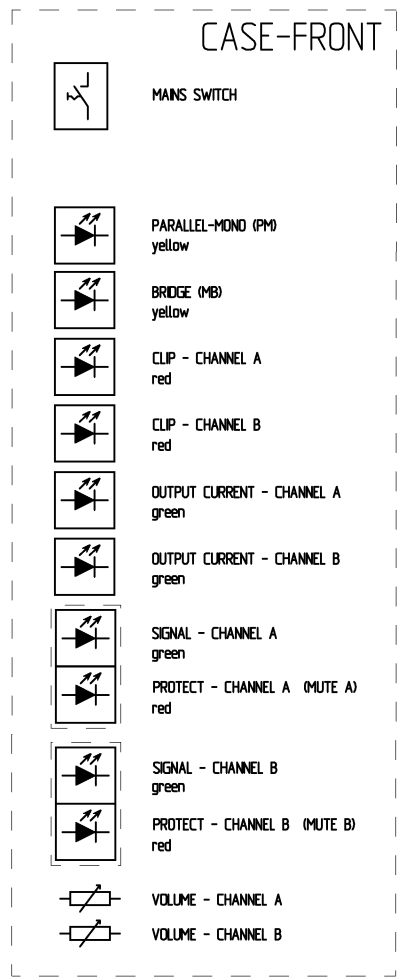 CASE-FRONT
MAINS SWITCH
PARALLEL-MONO (PM)
yellow
BRIDGE (MB)
yellow
CLIP - CHANNEL A
red
CLIP - CHANNEL B
red
OUTPUT CURRENT - CHANNEL A
green
OUTPUT CURRENT - CHANNEL B
green
SIGNAL - CHANNEL A
green
PROTECT - CHANNEL A (MUTE A)
red
SIGNAL - CHANNEL B
green
PROTECT - CHANNEL B (MUTE B)
red
VOLUME - CHANNEL A
VOLUME - CHANNEL B